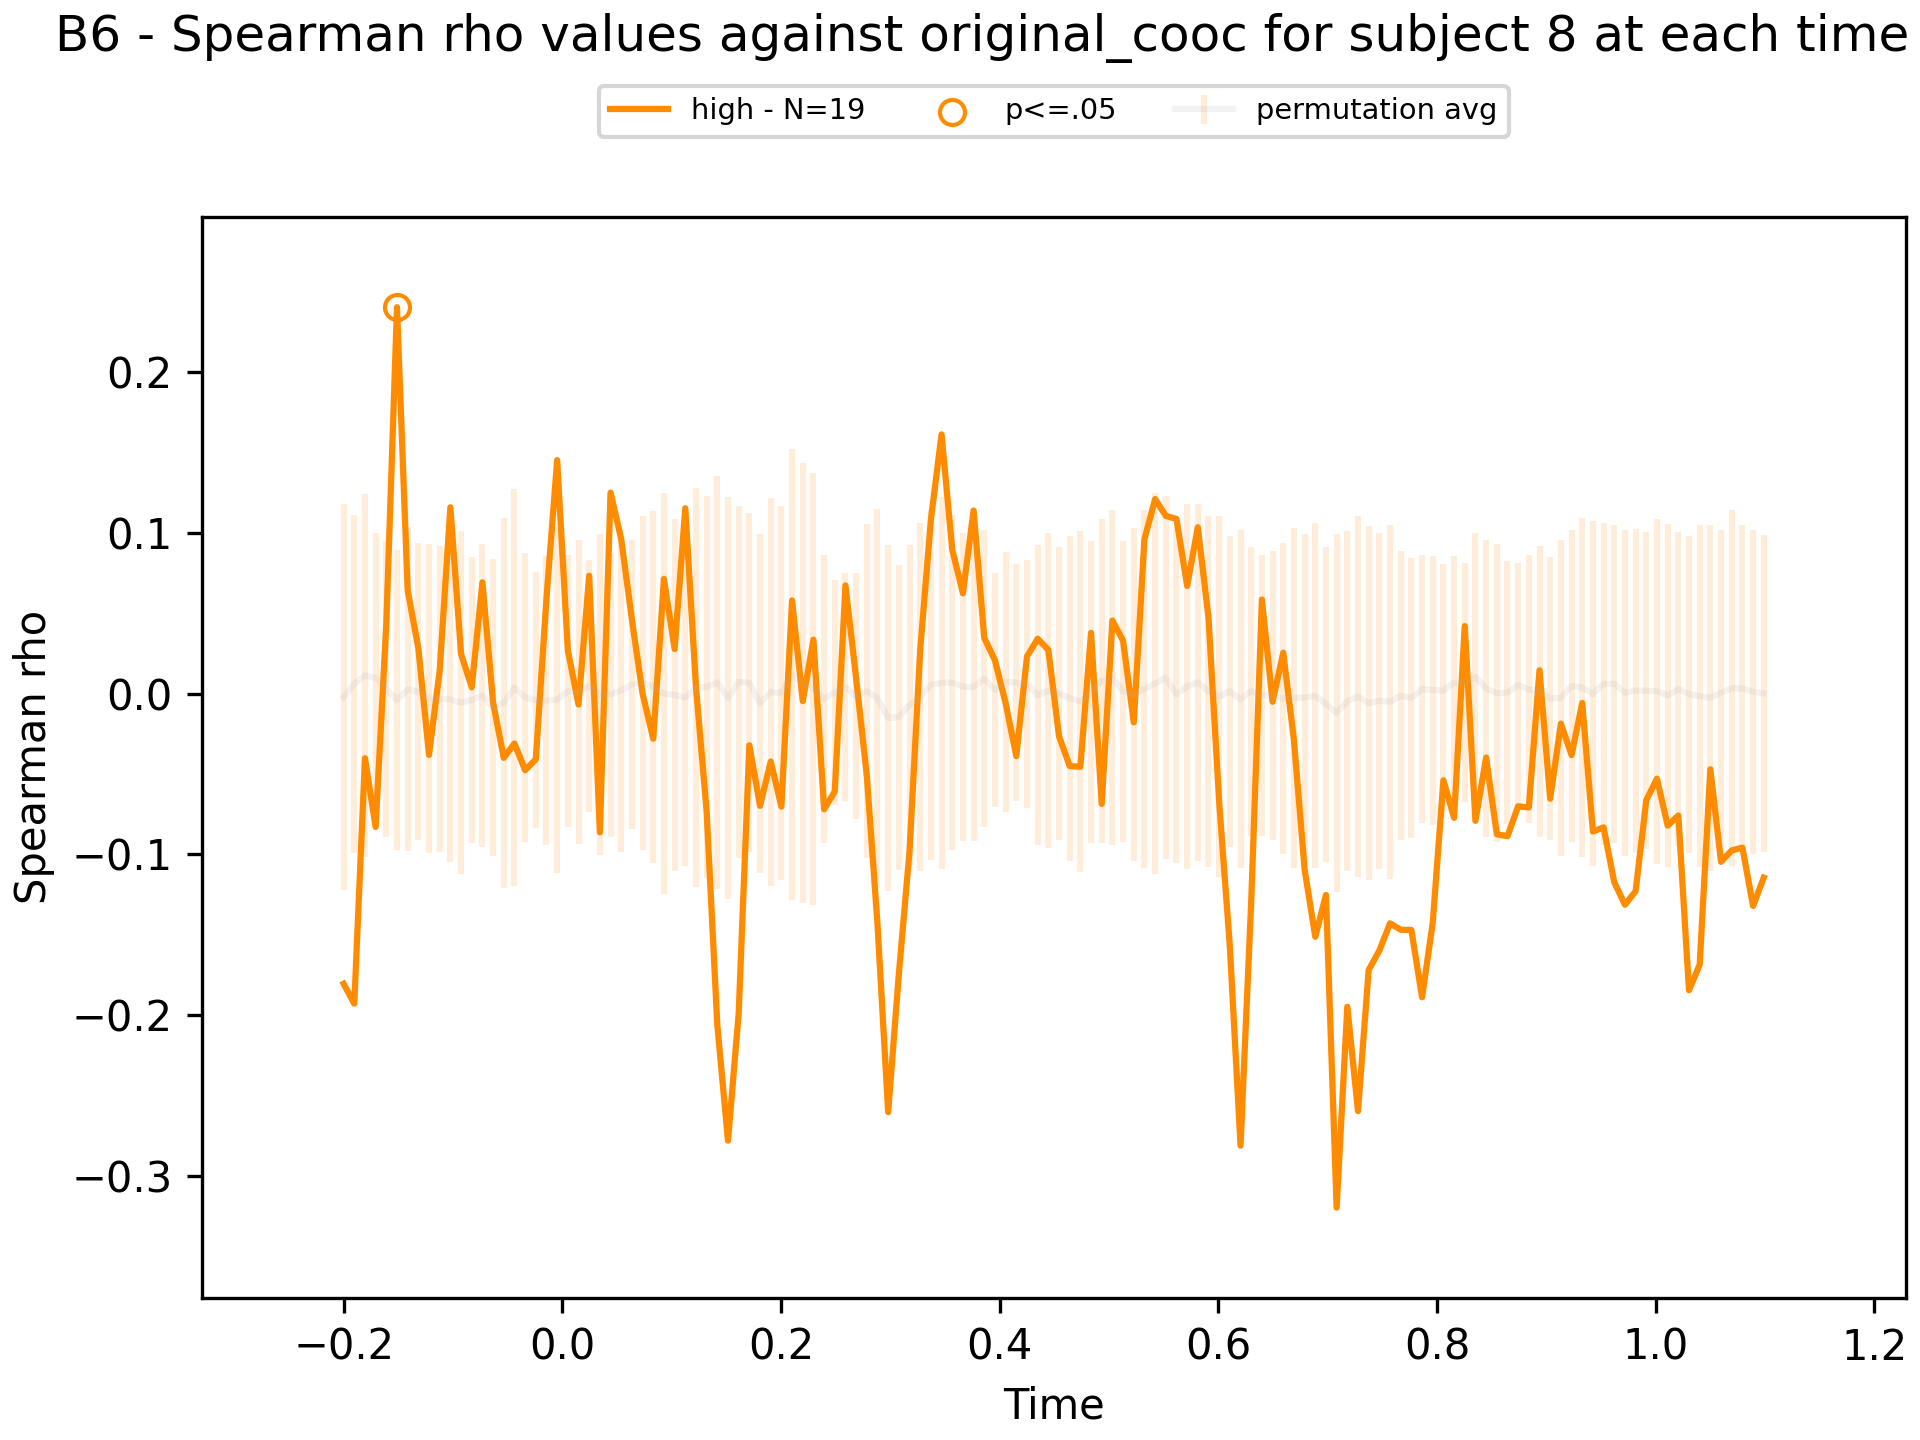 B6 - Spearman rho values against original_cooc for subject 8 at each time
high - N=19 p<=.05 permutation avg
Spearman rho
0.2
0.1
0.0
−0.1
−0.2
−0.3
−0.2 0.0 0.2 0.4 0.6 0.8 1.0 1.2
Time